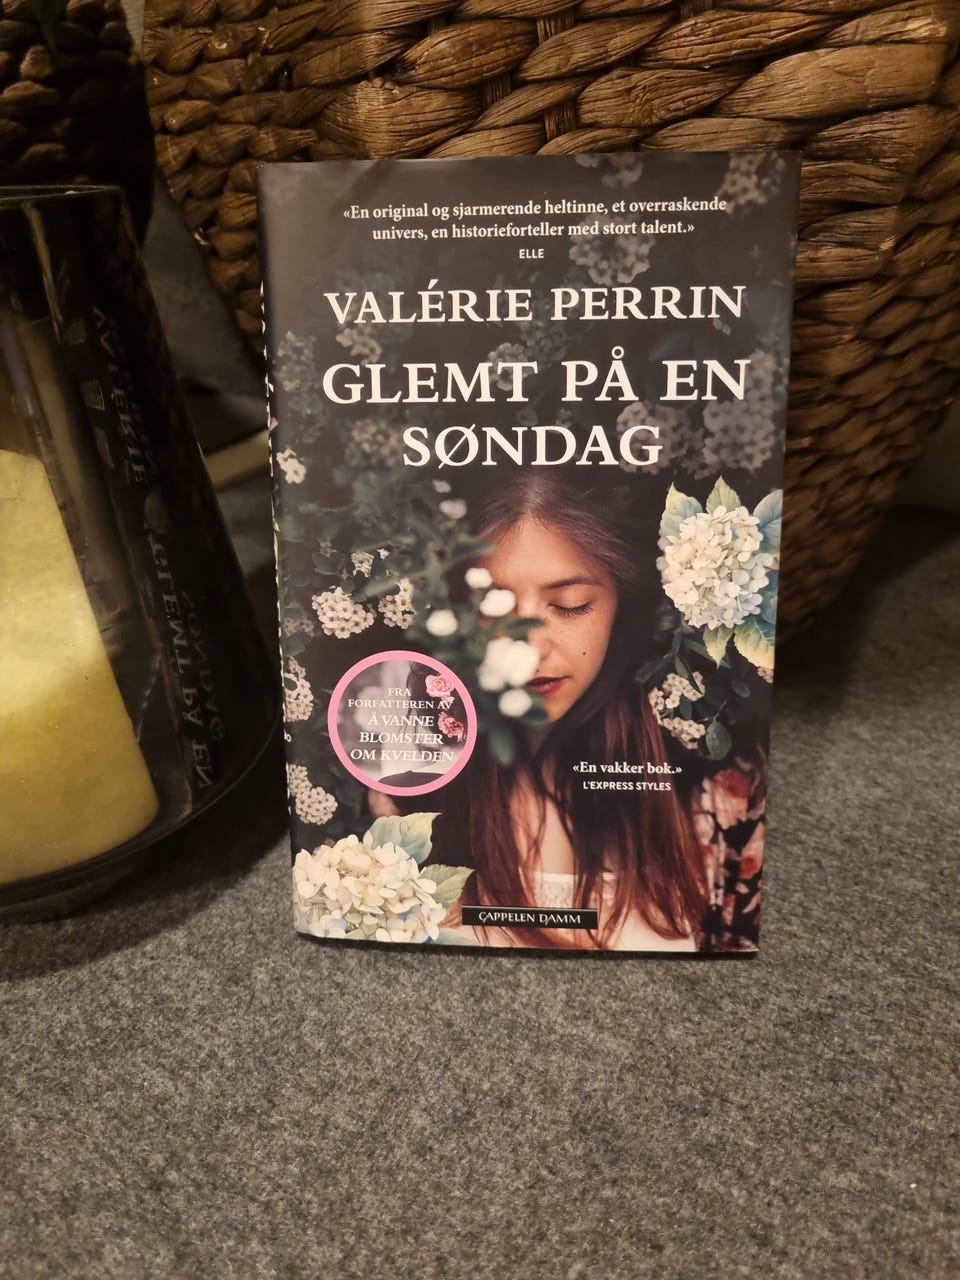 «En original og sjarmerende heltinne, et overraskende
univers, en historieforteller med stort talent.»
ELLE
VALÉRIE PERRIN
GLEMT PÅ EN
SØNDAG
FRA
FORFATTEREN AV
Å VANNE
BLOMSTER
OM KVELDEN
«En vakker bok.»
L'EXPRESS STYLES
CAPPELEN DAMM